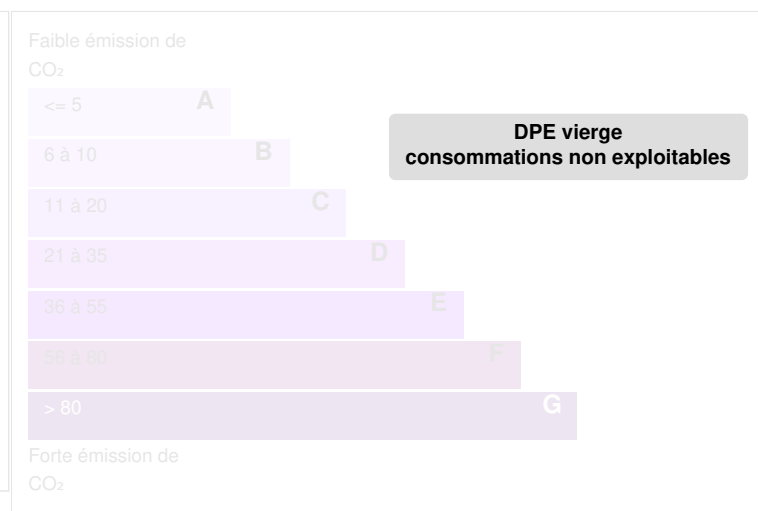 Faible émission de
CO₂
<= 5 A
6 à 10 B
DPE vierge
consommations non exploitables
11 à 20 C
21 à 35 D
36 à 55 E
56 à 80 F
> 80 G
Forte émission de
CO₂